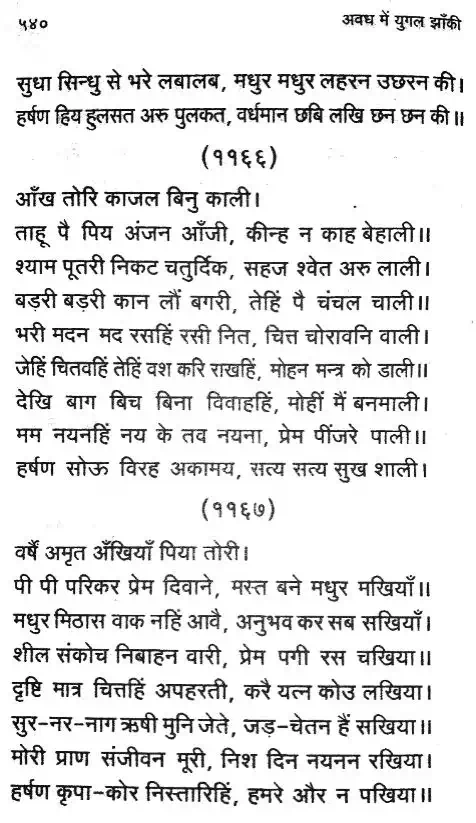 ५४०
अवध में युगल झाँकी
सुधा सिन्धु से भरे लबालब, मधुर मधुर लहरन उछरन की।
हर्षण हिय हुलसत अरु पुलकत, वर्धमान छबि लखि छन छन की॥
(११६६)
आँख तोरि काजल बिनु काली।
ताहू पै पिय अंजन आँजी, कीन्ह न काह बेहाली॥
श्याम पूतरी निकट चतुर्दिक, सहज श्वेत अरु लाली।
बड़री बड़री कान लौं बगरी, तेहिं पै चंचल चाली॥
भरी मदन मद रसहिं रसी नित, चित्त चोरावनि वाली।
जेहिं चितवहिं तेहिं वश करि राखहिं, मोहन मन्त्र को डाली॥
देखि बाग बिच बिना विवाहहिं, मोहीं मैं बनमाली।
मम नयनहिं नय के तव नयना, प्रेम पींजरे पाली॥
हर्षण सोऊ विरह अकामय, सत्य सत्य सुख शाली।
(११६७)
वर्षैं अमृत अँखियाँ पिया तोरी।
पी पी परिकर प्रेम दिवाने, मस्त बने मधुर मखियाँ॥
मधुर मिठास वाक नहिं आवै, अनुभव कर सब सखियाँ।
शील संकोच निबाहन वारी, प्रेम पगी रस चखिया॥
दृष्टि मात्र चित्तहिं अपहरती, करै यत्न कोउ लखिया।
सुर-नर-नाग ऋषी मुनि जेते, जड़-चेतन हैं सखिया॥
मोरी प्राण संजीवन मूरी, निश दिन नयनन रखिया।
हर्षण कृपा-कोर निस्तारिहिं, हमरे और न पखिया॥